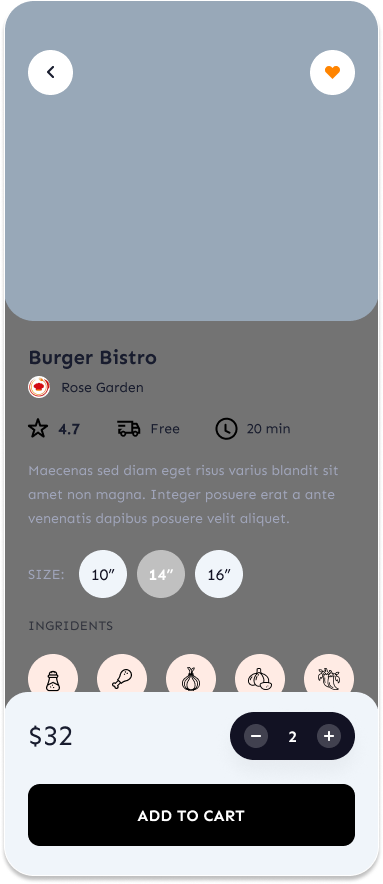 Burger Bistro
Rose Garden
4.7 Free 20 min
Maecenas sed diam eget risus varius blandit sit
amet non magna. Integer posuere erat a ante
venenatis dapibus posuere velit aliquet.
SIZE: 10” 14” 16”
INGRIDENTS
$32 2
ADD TO CART